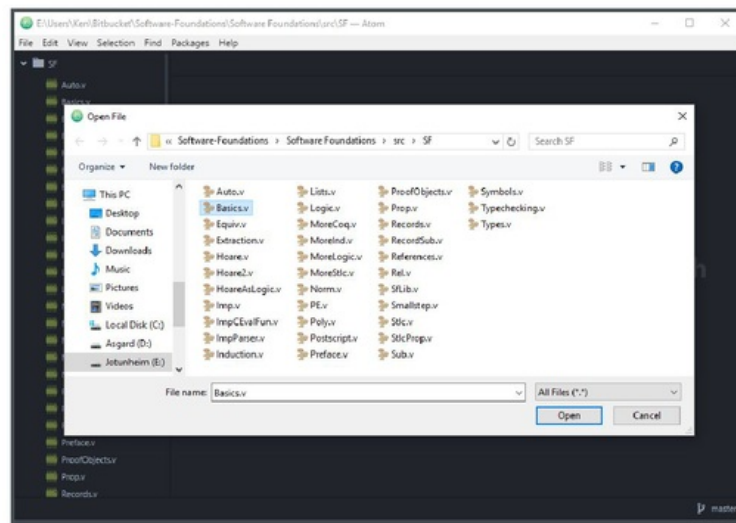 E:\Users\Ken\Bitbucket\Software-Foundations\Software Foundations\src\SF — Atom
File Edit View Selection Find Packages Help
SF
Auto.v
Basics.v
Open File
« Software-Foundations › Software Foundations › src › SF
Search SF
Organize
New folder
This PC
Desktop
Documents
Downloads
Music
Pictures
Videos
Local Disk (C:)
Asgard (D:)
Jotunheim (E:)
Auto.v
Basics.v
Equiv.v
Extraction.v
Hoare.v
Hoare2.v
HoareAsLogic.v
Imp.v
ImpCEvalFun.v
ImpParser.v
Induction.v
Lists.v
Logic.v
MoreCoq.v
MoreInd.v
MoreLogic.v
MoreStlc.v
Norm.v
PE.v
Poly.v
Postscript.v
Preface.v
ProofObjects.v
Prop.v
Records.v
RecordSub.v
References.v
Rel.v
SfLib.v
Smallstep.v
Stlc.v
StlcProp.v
Sub.v
Symbols.v
Typechecking.v
Types.v
File name: Basics.v
All Files (*.*)
Open
Cancel
Preface.v
ProofObjects.v
Prop.v
Records.v
master